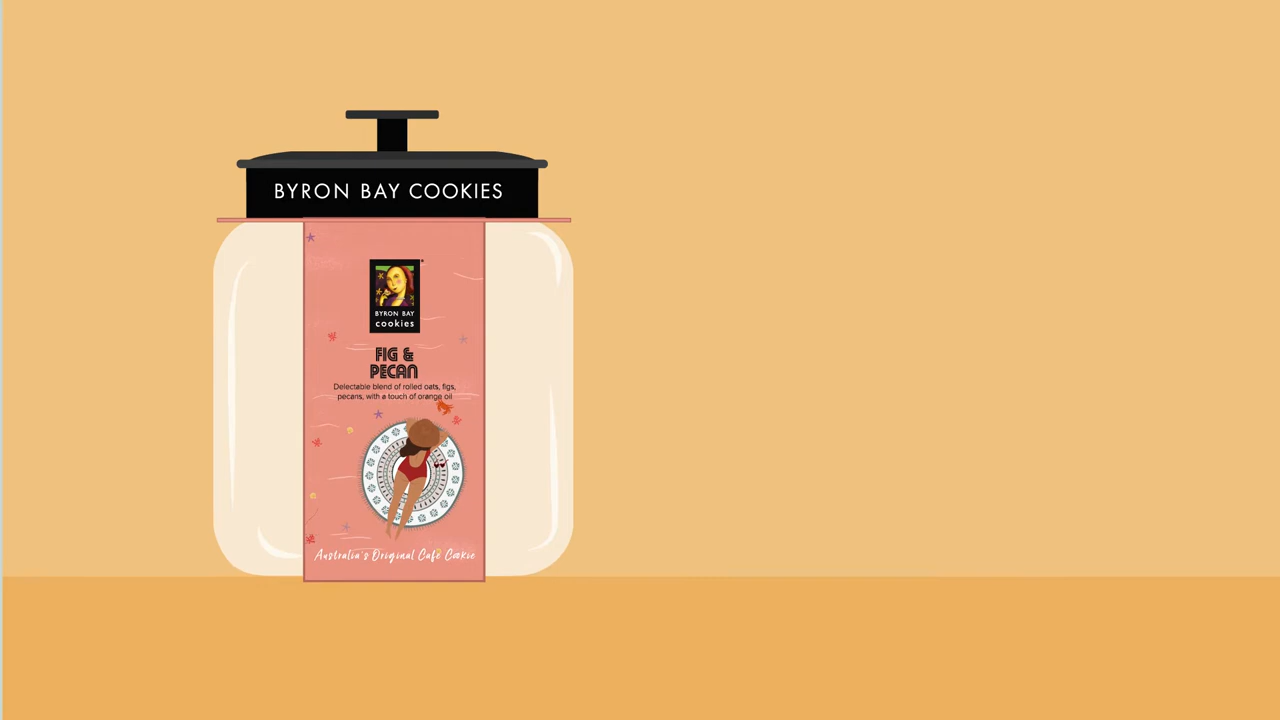 BYRON BAY COOKIES
BYRON BAY
cookies
FIG &
PECAN
Delectable blend of rolled oats, figs,
pecans, with a touch of orange oil
Australia's Original Café Cookie